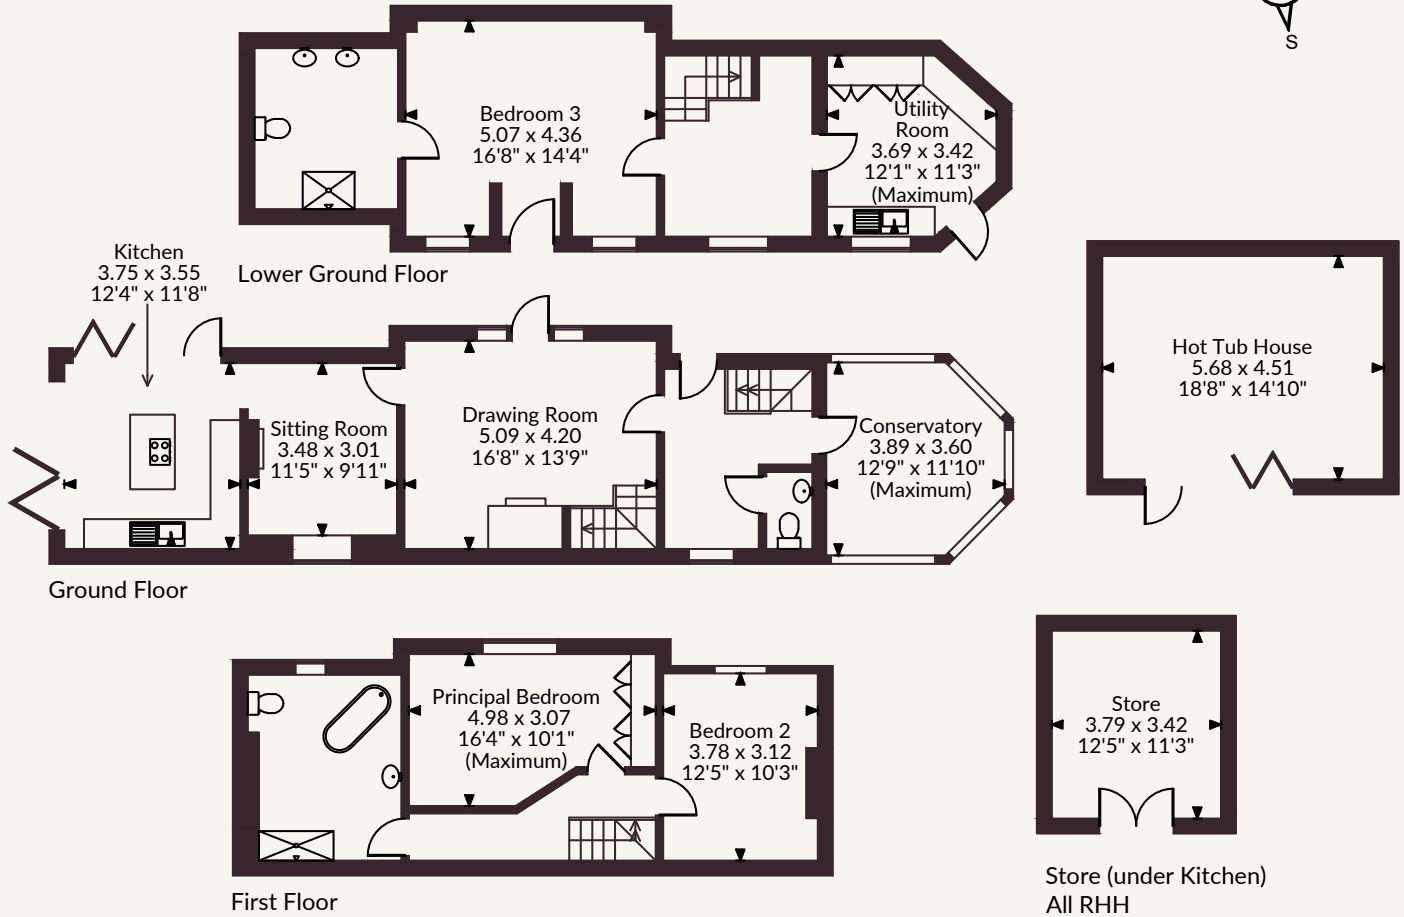 S
Bedroom 3
5.07 x 4.36
16'8" x 14'4"
Utility
Room
3.69 x 3.42
12'1" x 11'3"
(Maximum)
Lower Ground Floor
Kitchen
3.75 x 3.55
12'4" x 11'8"
Sitting Room
3.48 x 3.01
11'5" x 9'11"
Drawing Room
5.09 x 4.20
16'8" x 13'9"
Conservatory
3.89 x 3.60
12'9" x 11'10"
(Maximum)
Ground Floor
Hot Tub House
5.68 x 4.51
18'8" x 14'10"
Principal Bedroom
4.98 x 3.07
16'4" x 10'1"
(Maximum)
Bedroom 2
3.78 x 3.12
12'5" x 10'3"
First Floor
Store
3.79 x 3.42
12'5" x 11'3"
Store (under Kitchen)
All RHH